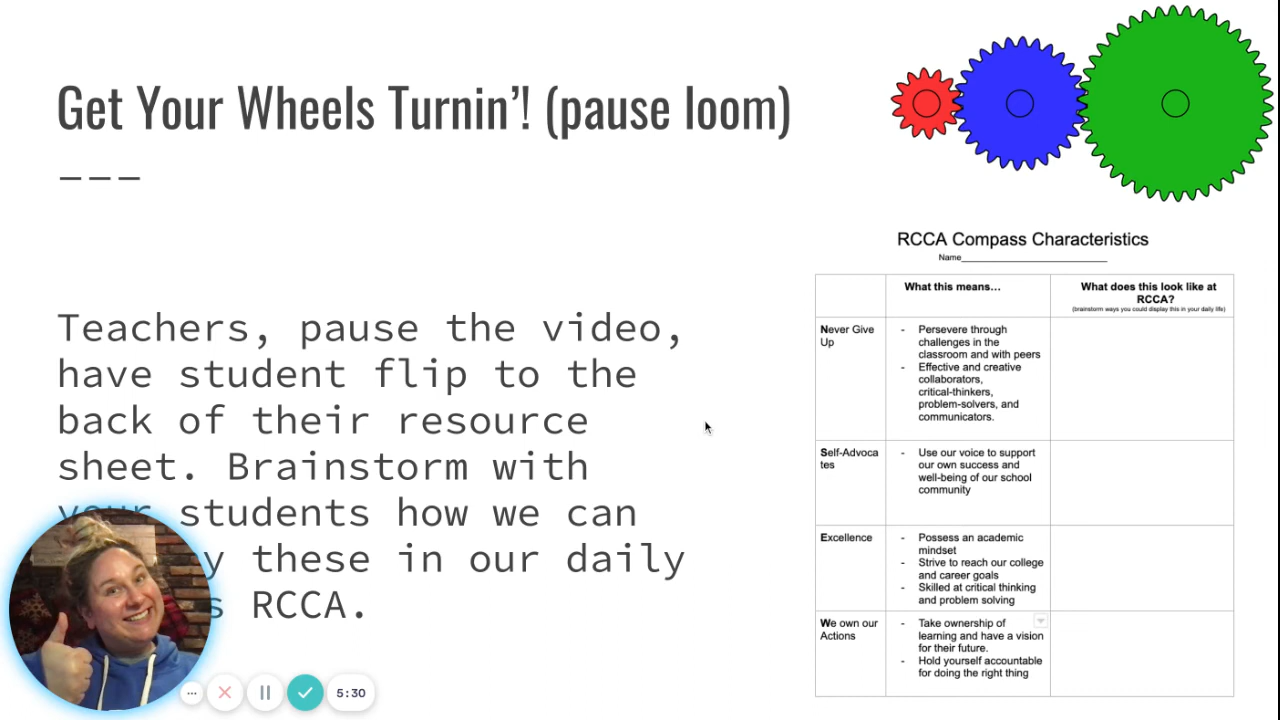 Get Your Wheels Turnin'! (pause loom)
Teachers, pause the video,
have student flip to the
back of their resource
sheet. Brainstorm with
your students how we can
these in our daily
RCCA.
RCCA Compass Characteristics
Name
What this means...
What does this look like at
RCCA?
(brainstorm ways you could display this in your daily life)
Never Give
Up
- Persevere through
challenges in the
classroom and with peers
- Effective and creative
collaborators,
critical-thinkers,
problem-solvers, and
communicators.
Self-Advoca
tes
- Use our voice to support
our own success and
well-being of our school
community
Excellence
- Possess an academic
mindset
- Strive to reach our college
and career goals
- Skilled at critical thinking
and problem solving
We own our
Actions
- Take ownership of
learning and have a vision
for their future.
- Hold yourself accountable
for doing the right thing
5:30